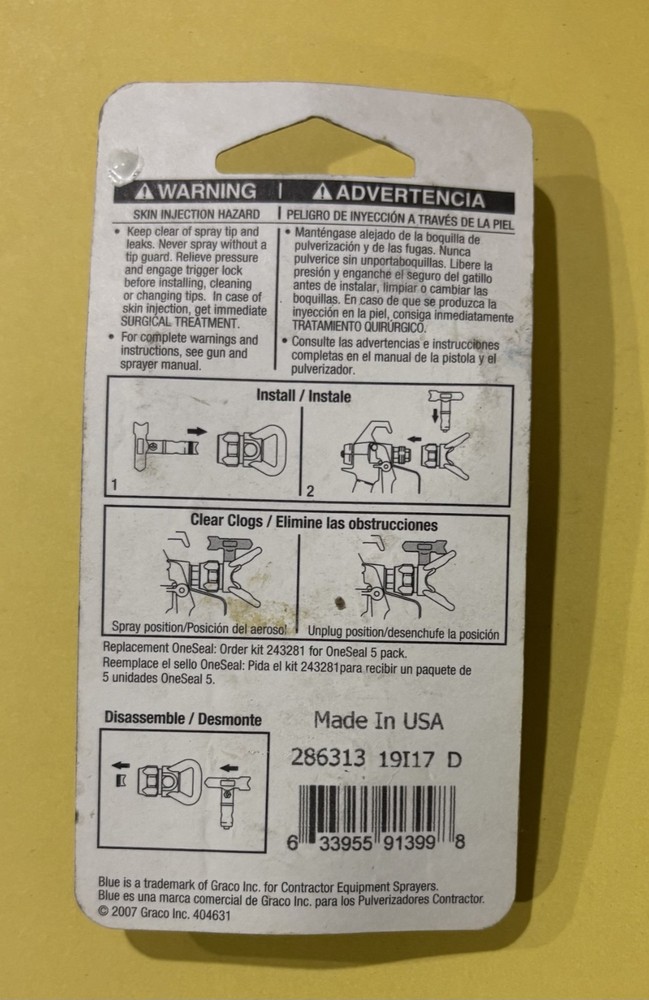 WARNING | ADVERTENCIA
SKIN INJECTION HAZARD | PELIGRO DE INYECCIÓN A TRAVÉS DE LA PIEL
• Keep clear of spray tip and
leaks. Never spray without a
tip guard. Relieve pressure
and engage trigger lock
before installing, cleaning
or changing tips. In case of
skin injection, get immediate
SURGICAL TREATMENT.
• For complete warnings and
instructions, see gun and
sprayer manual.
• Manténgase alejado de la boquilla de
pulverización y de las fugas. Nunca
pulverice sin unportaboquillas. Libere la
presión y enganche el seguro del gatillo
antes de instalar, limpiar o cambiar las
boquillas. En caso de que se produzca la
inyección en la piel, consiga inmediatamente
TRATAMIENTO QUIRÚRGICO.
• Consulte las advertencias e instrucciones
completas en el manual de la pistola y el
pulverizador.
Install / Instale
1
2
Clear Clogs / Elimine las obstrucciones
Spray position/Posición del aerosol
Unplug position/desenchufe la posición
Replacement OneSeal: Order kit 243281 for OneSeal 5 pack.
Reemplace el sello OneSeal: Pida el kit 243281para recibir un paquete de
5 unidades OneSeal 5.
Disassemble / Desmonte
Made In USA
286313 19I17 D
6 33955 91399 8
Blue is a trademark of Graco Inc. for Contractor Equipment Sprayers.
Blue es una marca comercial de Graco Inc. para los Pulverizadores Contractor.
© 2007 Graco Inc. 404631